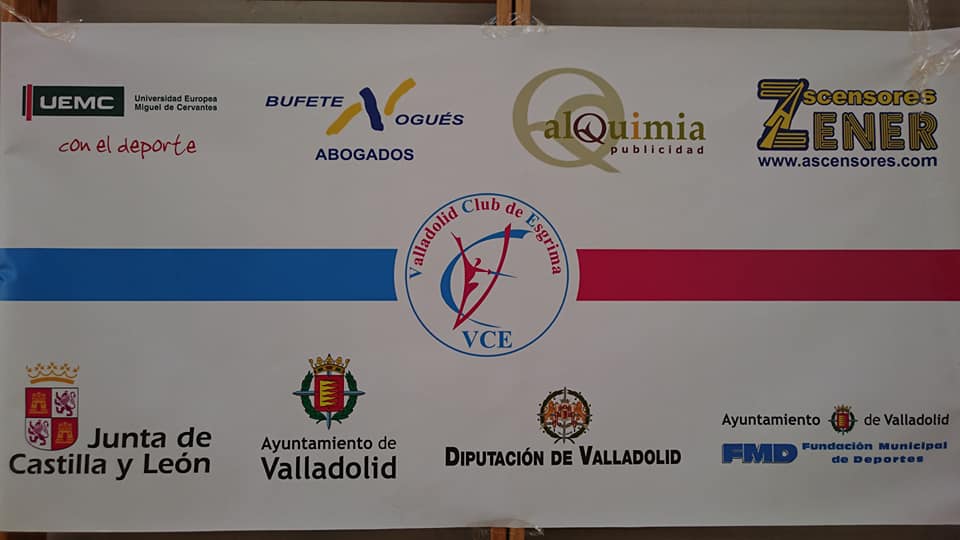 UEMC Universidad Europea
Miguel de Cervantes
con el deporte
BUFETE
NOGUÉS
ABOGADOS
alQuimia
publicidad
Ascensores
ZENER
www.ascensores.com
Valladolid Club de Esgrima
VCE
Junta de
Castilla y León
Ayuntamiento de
Valladolid
DIPUTACIÓN DE VALLADOLID
Ayuntamiento de Valladolid
FMD Fundación Municipal
de Deportes